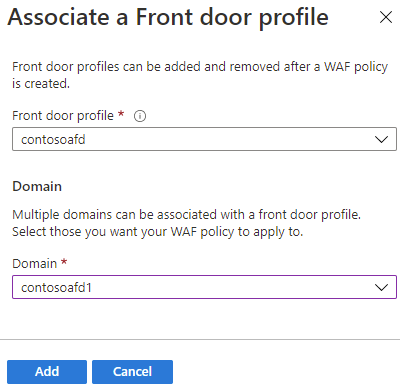 Associate a Front door profile
Front door profiles can be added and removed after a WAF policy
is created.
Front door profile *
contosoafd
Domain
Multiple domains can be associated with a front door profile.
Select those you want your WAF policy to apply to.
Domain *
contosoafd1
Add Cancel